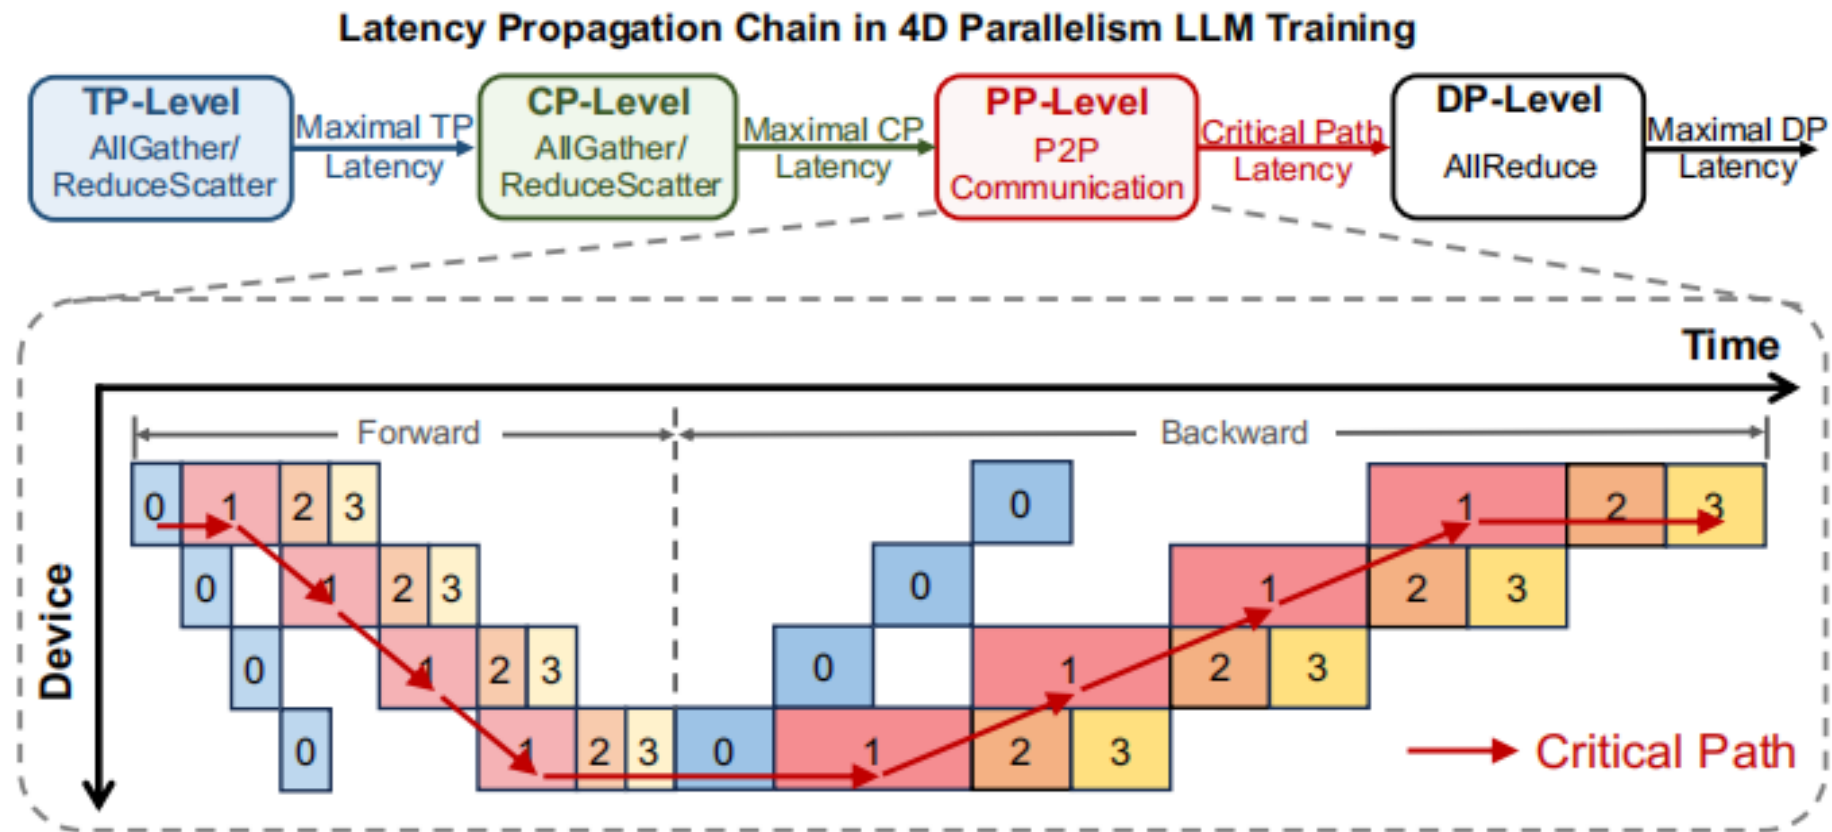 Latency Propagation Chain in 4D Parallelism LLM Training
TP-Level
AllGather/
ReduceScatter
Maximal TP
Latency
CP-Level
AllGather/
ReduceScatter
Maximal CP
Latency
PP-Level
P2P
Communication
Critical Path
Latency
DP-Level
AllReduce
Maximal DP
Latency
Time
Forward
Backward
Device
0 1 2 3 0 1 2 3
0 1 2 3 0 1 2 3
0 1 2 3 0 1 2 3
0 1 2 3 0 1 2 3
Critical Path